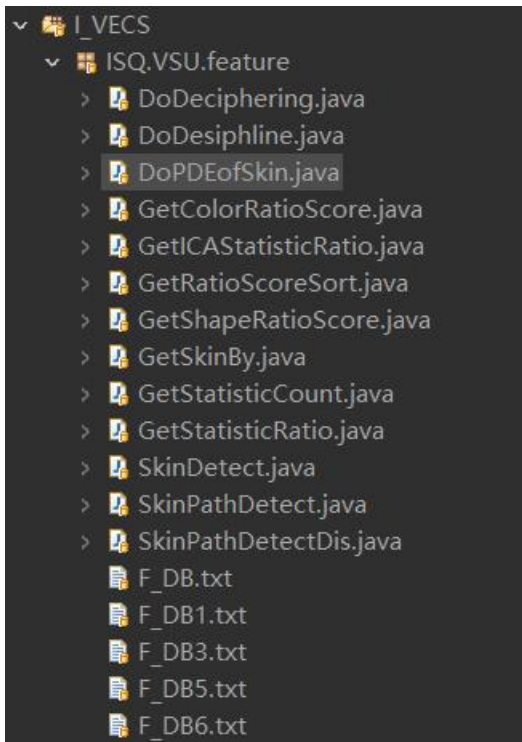 I_VECS
ISQ.VSU.feature
DoDeciphering.java
DoDesiphline.java
DoPDEofSkin.java
GetColorRatioScore.java
GetICAStatisticRatio.java
GetRatioScoreSort.java
GetShapeRatioScore.java
GetSkinBy.java
GetStatisticCount.java
GetStatisticRatio.java
SkinDetect.java
SkinPathDetect.java
SkinPathDetectDis.java
F_DB.txt
F_DB1.txt
F_DB3.txt
F_DB5.txt
F_DB6.txt